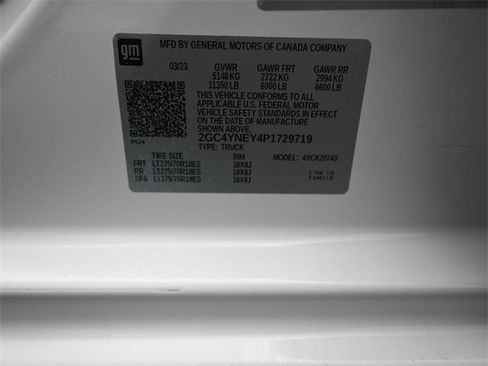 gm
MFD BY GENERAL MOTORS OF CANADA COMPANY
03/23 GVWR GAWR FRT GAWR RR
5148 KG 2722 KG 2994 KG
11350 LB 6000 LB 6600 LB
THIS VEHICLE CONFORMS TO ALL
APPLICABLE U.S. FEDERAL MOTOR
VEHICLE SAFETY STANDARDS IN EFFECT
ON THE DATE OF MANUFACTURE
SHOWN ABOVE.
2GC4YNEY4P1729719
TYPE: TRUCK
TIRE SIZE RIM MODEL: 49CK20743
FRT LT275/70R18ES 18X8J
RR LT275/70R18ES 18X8J
SPA LT275/70R18ES 18X8J